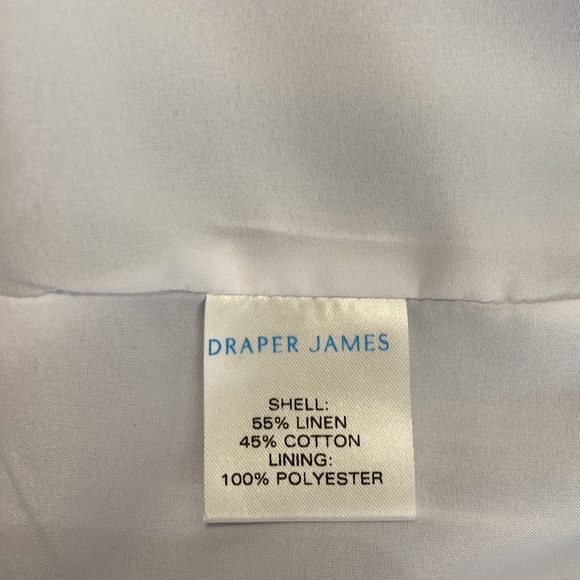 DRAPER JAMES
SHELL:
55% LINEN
45% COTTON
LINING:
100% POLYESTER